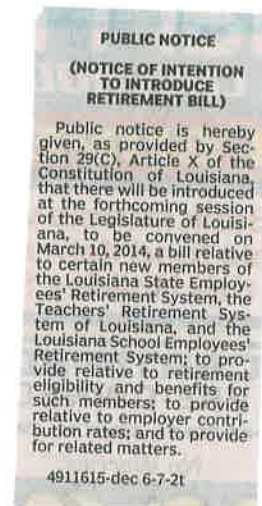 PUBLIC NOTICE
(NOTICE OF INTENTION
TO INTRODUCE
RETIREMENT BILL)
Public notice is hereby
given, as provided by Sec-
tion 29(C), Article X of the
Constitution of Louisiana,
that there will be introduced
at the forthcoming session
of the Legislature of Louisi-
ana, to be convened on
March 10, 2014, a bill relative
to certain new members of
the Louisiana State Employ-
ees' Retirement System, the
Teachers' Retirement Sys-
tem of Louisiana, and the
Louisiana School Employees'
Retirement System; to pro-
vide relative to retirement
eligibility and benefits for
such members; to provide
relative to employer contri-
bution rates; and to provide
for related matters.
4911615-dec 6-7-2t